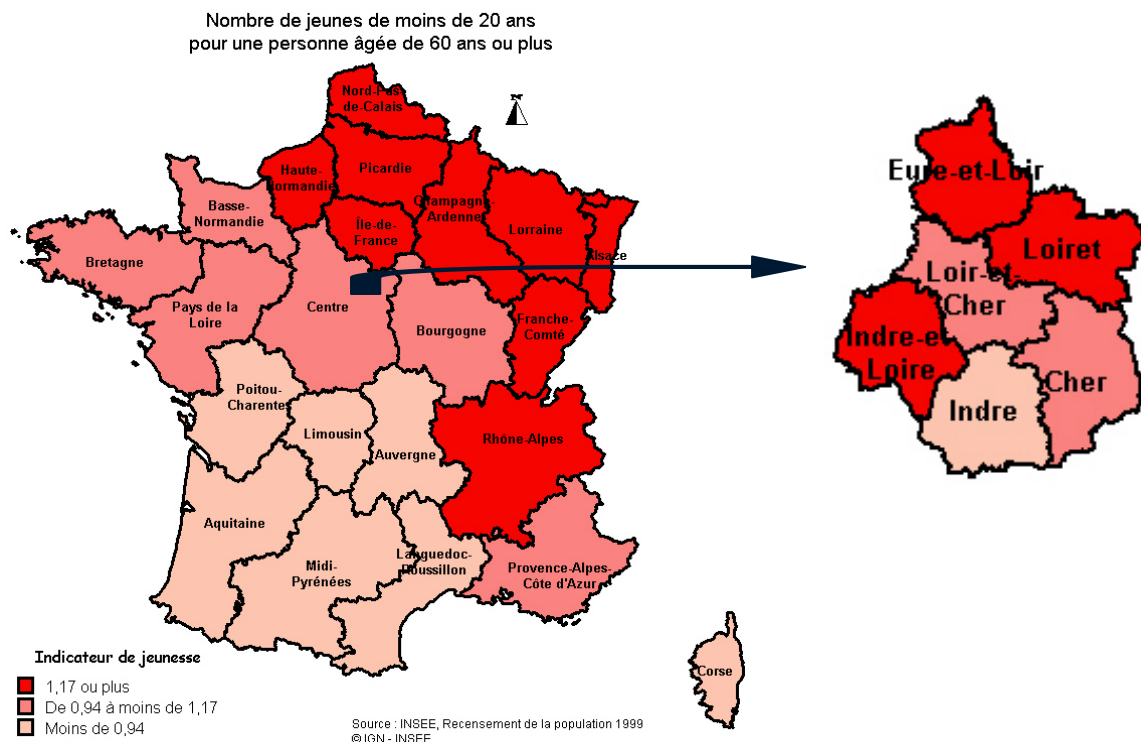 Nombre de jeunes de moins de 20 ans
pour une personne âgée de 60 ans ou plus
Nord-Pas-
de-Calais
Haute-
Normandie
Picardie
Champagne-
Ardenne
Basse-
Normandie
Île-de-
France
Lorraine
Alsace
Bretagne
Pays de la
Loire
Centre
Bourgogne
Franche-
Comté
Poitou-
Charentes
Limousin
Auvergne
Rhône-Alpes
Aquitaine
Midi-
Pyrénées
Languedoc-
Roussillon
Provence-Alpes-
Côte d'Azur
Corse
Eure-et-Loir
Loiret
Loir-et-
Cher
Indre-et-
Loire
Cher
Indre
Indicateur de jeunesse
1,17 ou plus
De 0,94 à moins de 1,17
Moins de 0,94
Source : INSEE, Recensement de la population 1999
© IGN - INSEE